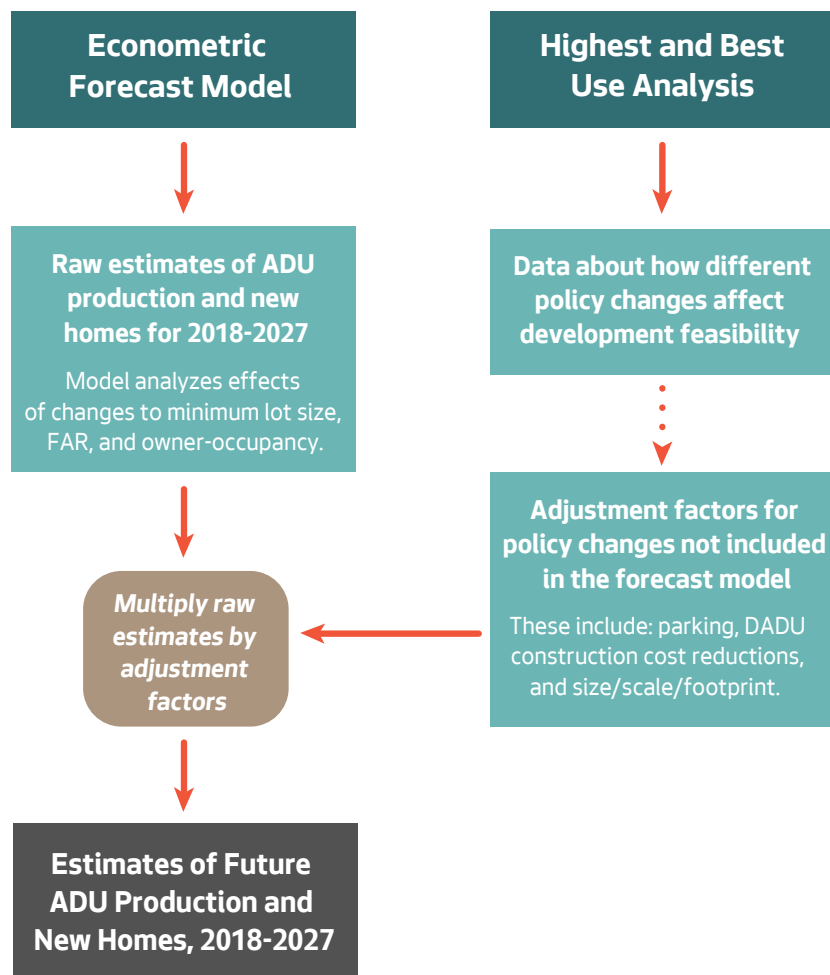 Econometric
Forecast Model
Highest and Best
Use Analysis
Raw estimates of ADU
production and new
homes for 2018-2027
Model analyzes effects
of changes to minimum lot size,
FAR, and owner-occupancy.
Data about how different
policy changes affect
development feasibility
Adjustment factors for
policy changes not included
in the forecast model
These include: parking, DADU
construction cost reductions,
and size/scale/footprint.
Multiply raw
estimates by
adjustment
factors
Estimates of Future
ADU Production and
New Homes, 2018-2027